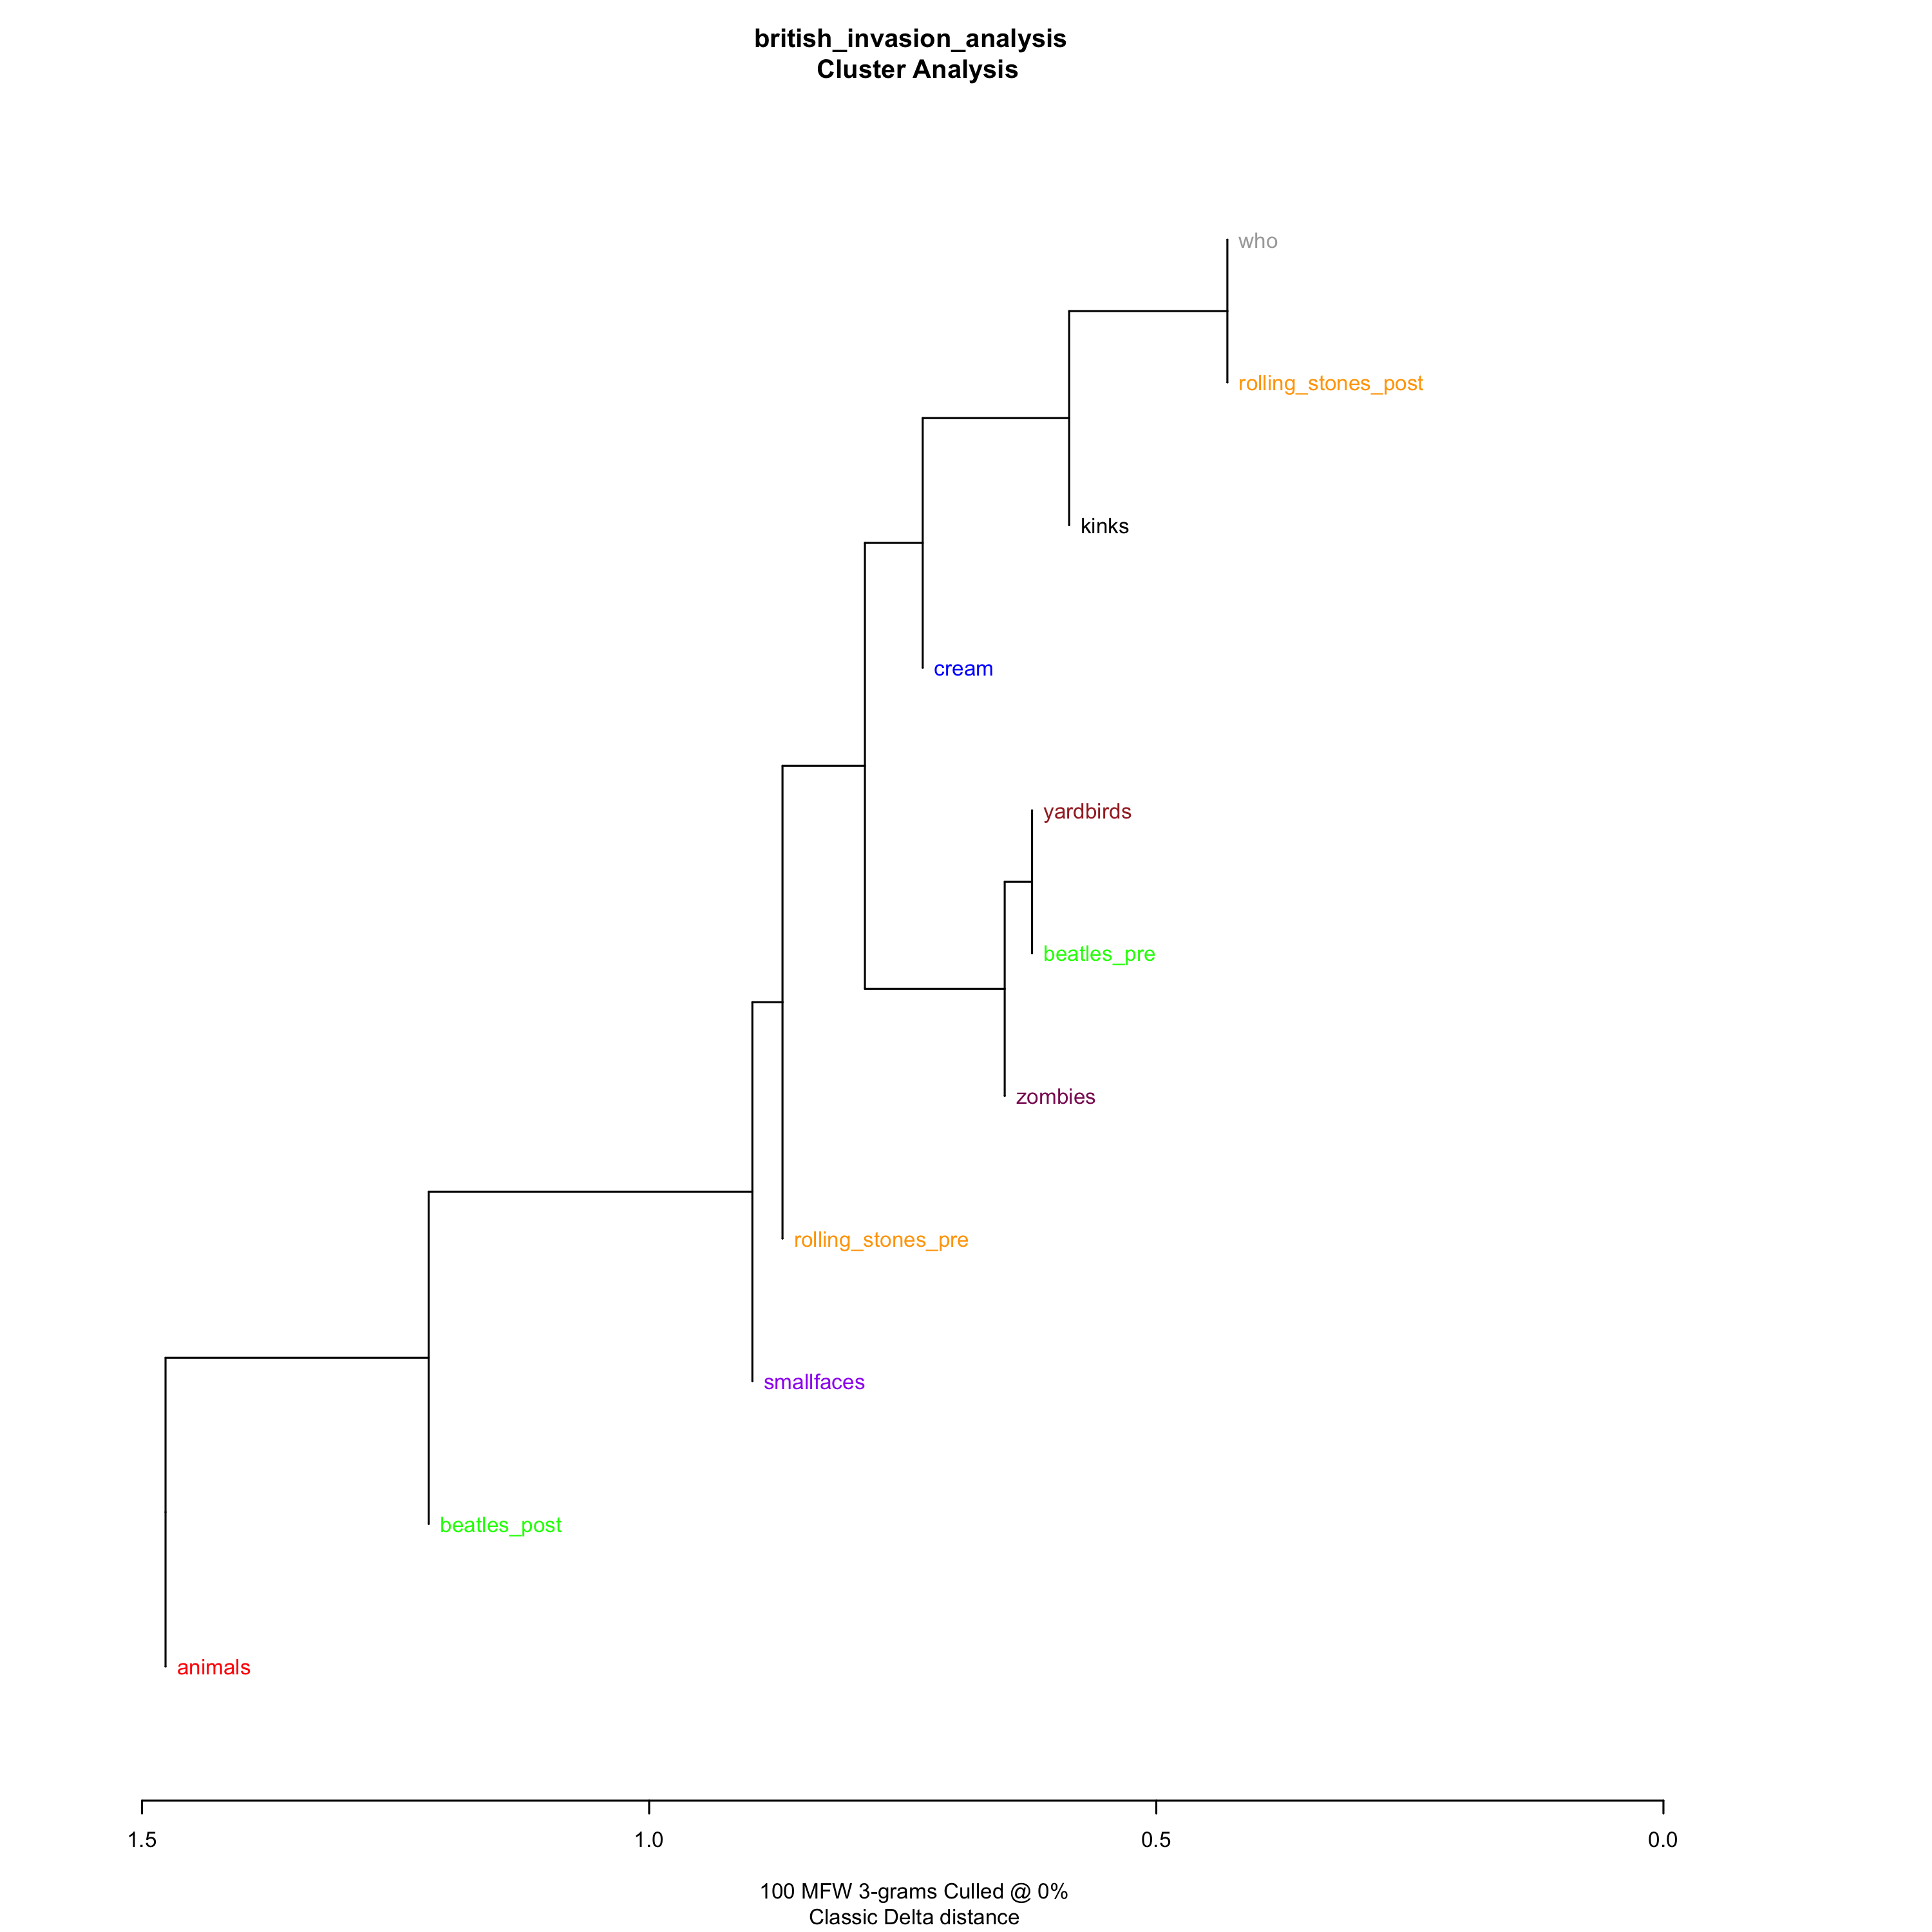 british_invasion_analysis
Cluster Analysis
who
rolling_stones_post
kinks
cream
yardbirds
beatles_pre
zombies
rolling_stones_pre
smallfaces
beatles_post
animals
1.5 1.0 0.5 0.0
100 MFW 3-grams Culled @ 0%
Classic Delta distance